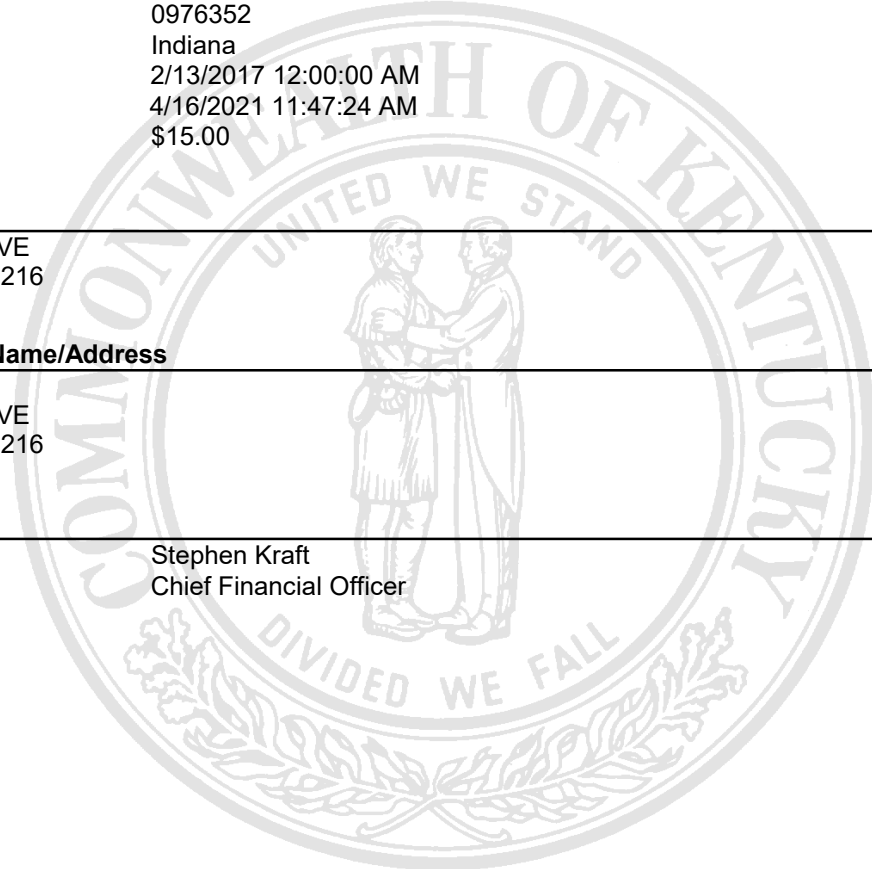 0976352
Indiana
2/13/2017 12:00:00 AM
4/16/2021 11:47:24 AM
$15.00
VE
216
Name/Address
VE
216
Stephen Kraft
Chief Financial Officer
COMMONWEALTH OF KENTUCKY
UNITED WE STAND
DIVIDED WE FALL